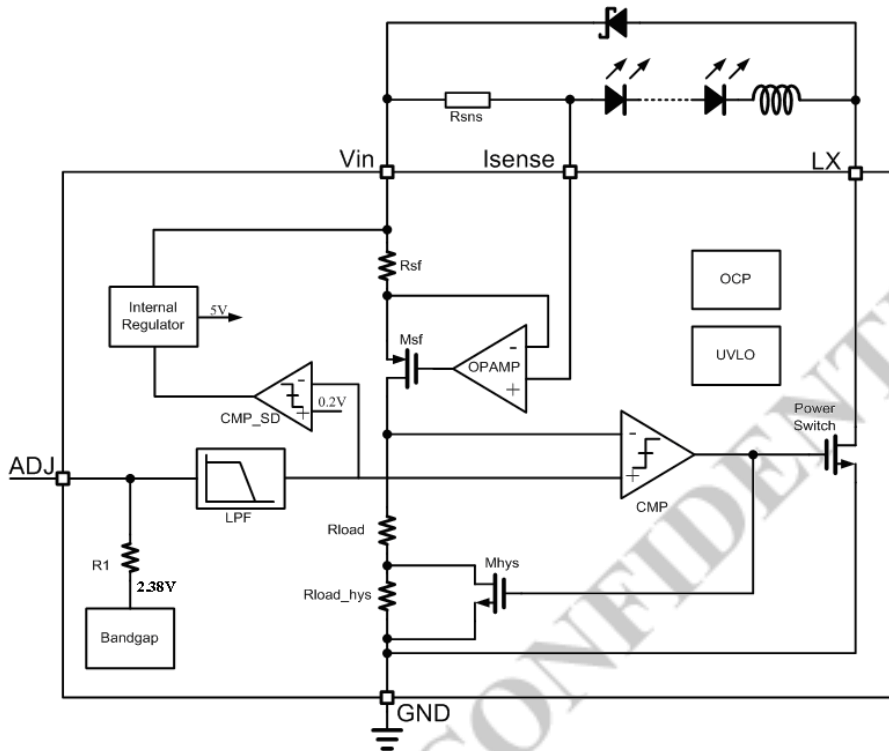 Rsns
Vin
Isense
LX
Rsf
OCP
Internal
Regulator
5V
Msf
-
OPAMP
+
UVLO
-
+
0.2V
CMP_SD
Power
Switch
-
+
CMP
ADJ
LPF
R1
2.38V
Rload
Mhys
Rload_hys
Bandgap
GND
CONFIDENT